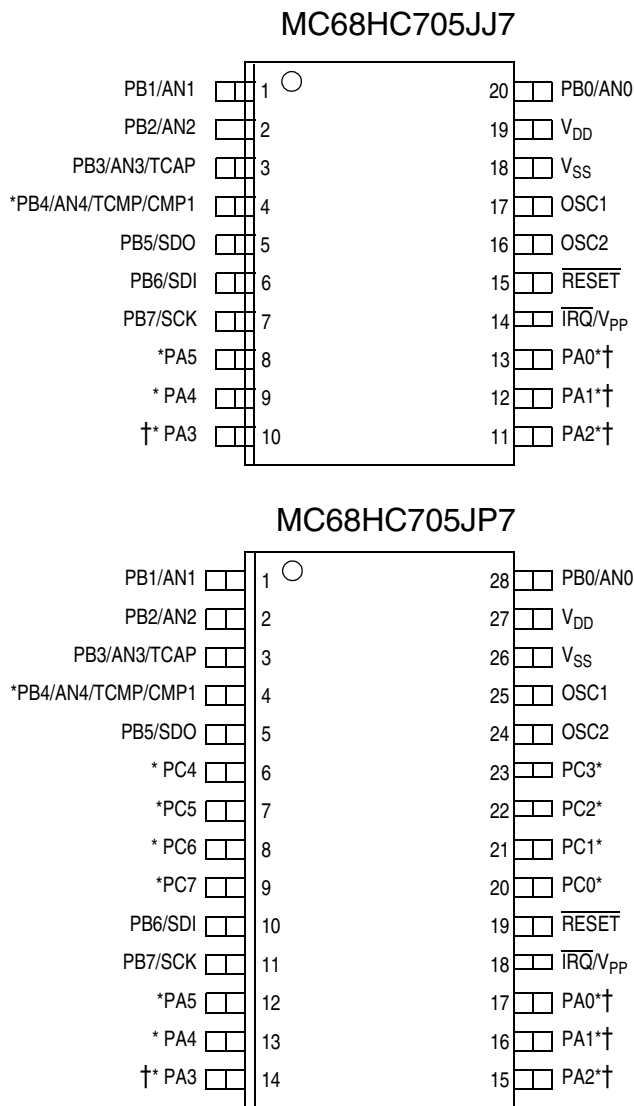 MC68HC705JJ7
PB1/AN1 1 20 PB0/AN0
PB2/AN2 2 19 VDD
PB3/AN3/TCAP 3 18 VSS
*PB4/AN4/TCMP/CMP1 4 17 OSC1
PB5/SDO 5 16 OSC2
PB6/SDI 6 15 RESET
PB7/SCK 7 14 IRQ/VPP
*PA5 8 13 PA0*†
* PA4 9 12 PA1*†
†* PA3 10 11 PA2*†
MC68HC705JP7
PB1/AN1 1 28 PB0/AN0
PB2/AN2 2 27 VDD
PB3/AN3/TCAP 3 26 VSS
*PB4/AN4/TCMP/CMP1 4 25 OSC1
PB5/SDO 5 24 OSC2
* PC4 6 23 PC3*
*PC5 7 22 PC2*
* PC6 8 21 PC1*
*PC7 9 20 PC0*
PB6/SDI 10 19 RESET
PB7/SCK 11 18 IRQ/VPP
*PA5 12 17 PA0*†
* PA4 13 16 PA1*†
†* PA3 14 15 PA2*†